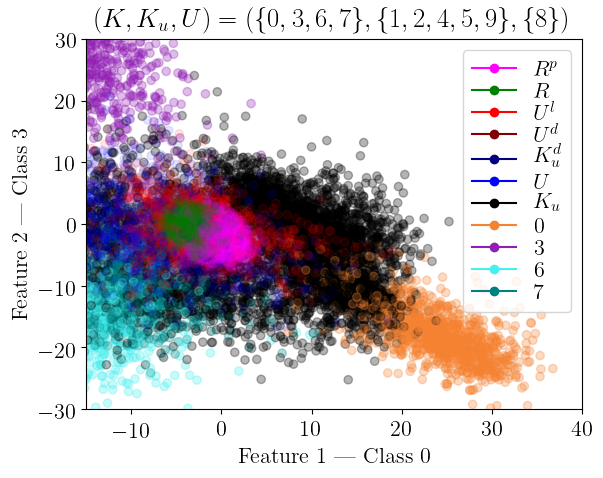 (K, K_u, U) = ({0, 3, 6, 7}, {1, 2, 4, 5, 9}, {8})
30
20
10
0
−10
−20
−30
Feature 2 — Class 3
R^p
R
U^l
U^d
K_u^d
U
K_u
0
3
6
7
−10
0
10
20
30
40
Feature 1 — Class 0